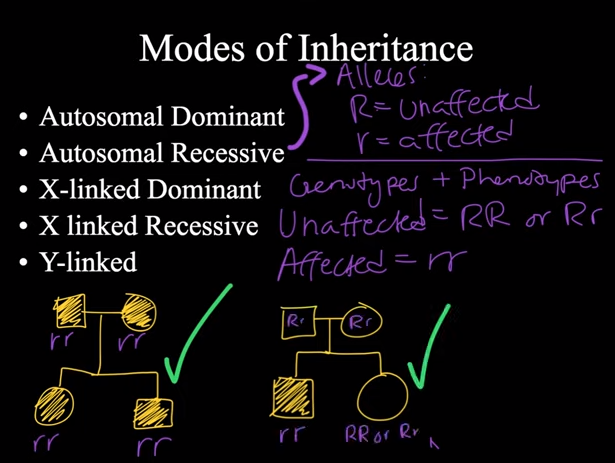 Modes of Inheritance
• Autosomal Dominant
• Autosomal Recessive
• X-linked Dominant
• X linked Recessive
• Y-linked
Alleles:
R = Unaffected
r = affected
Genotypes + Phenotypes
Unaffected = RR or Rr
Affected = rr
rr rr
rr rr
Rr Rr
rr RR or Rr